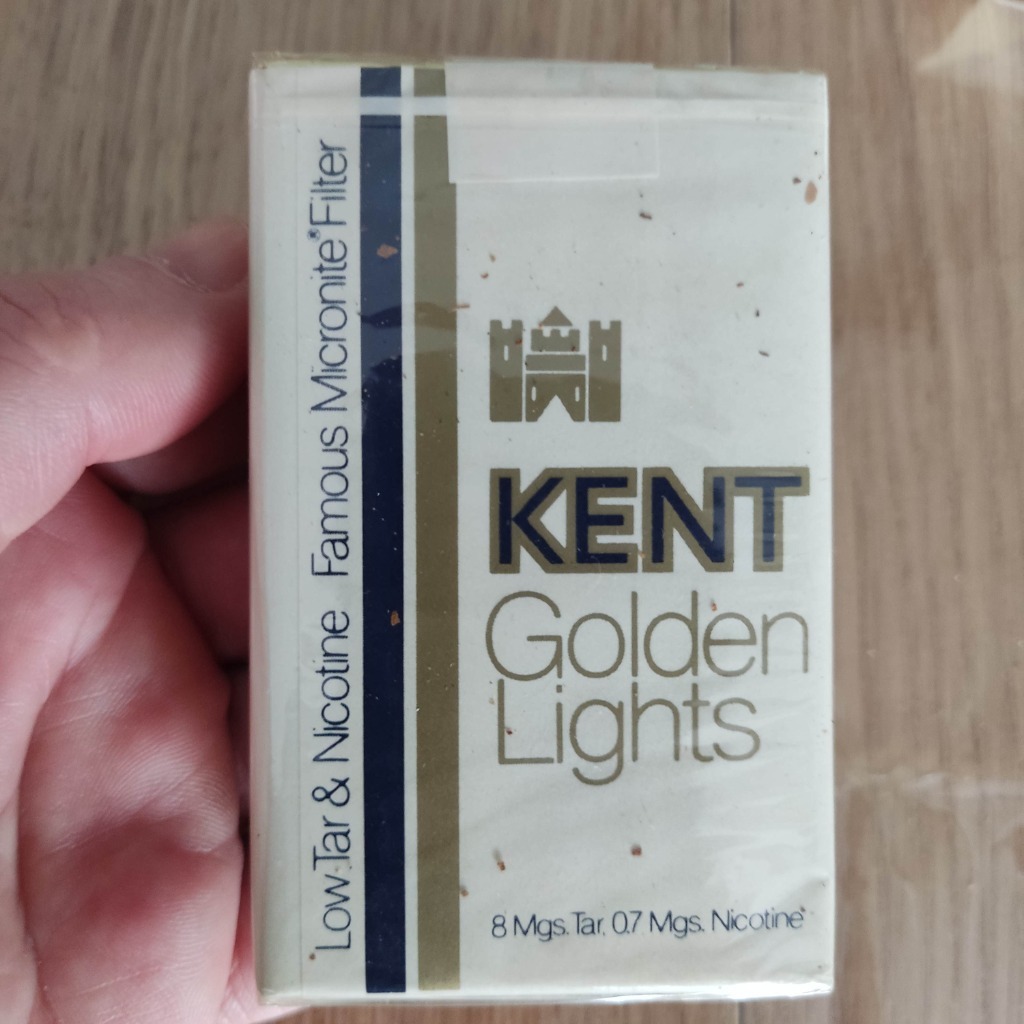 Low Tar & Nicotine Famous Micronite® Filter
KENT
Golden
Lights
8 Mgs. Tar, 0.7 Mgs. Nicotine